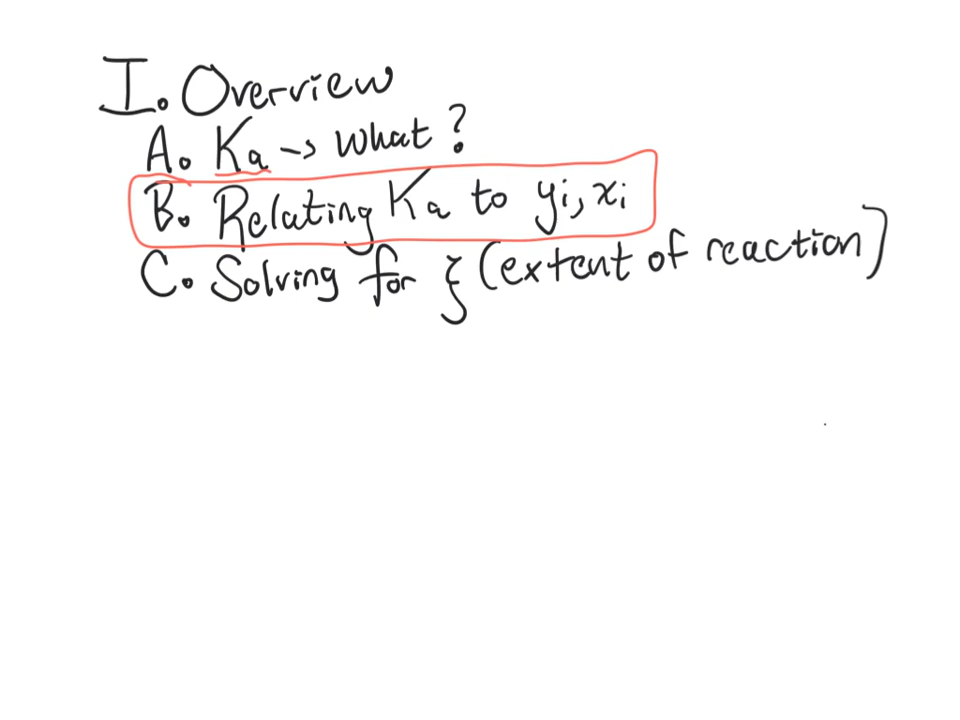 I. Overview
A. Ka -> What?
B. Relating Ka to yi, xi
C. Solving for ξ (extent of reaction)